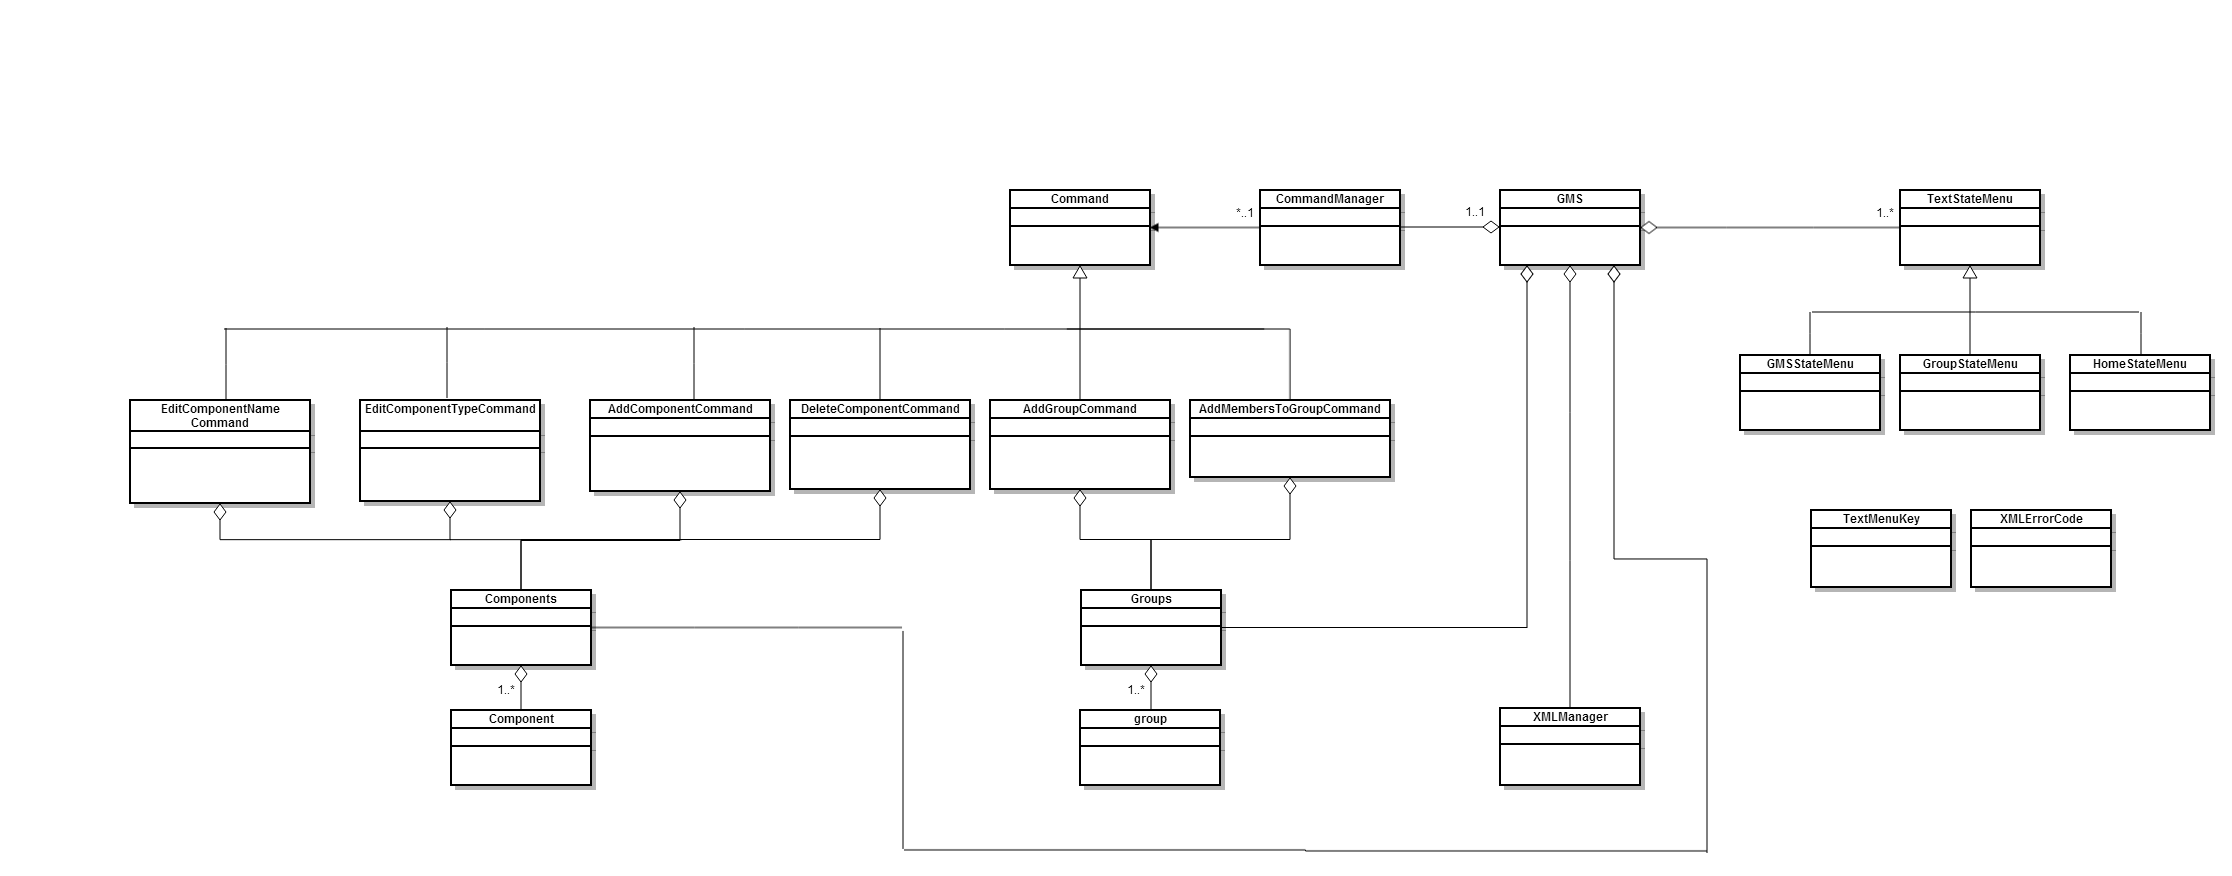 Command
CommandManager
GMS
TextStateMenu
*..1
1..1
1..*
GMSStateMenu
GroupStateMenu
HomeStateMenu
EditComponentName
Command
EditComponentTypeCommand
AddComponentCommand
DeleteComponentCommand
AddGroupCommand
AddMembersToGroupCommand
TextMenuKey
XMLErrorCode
Components
Groups
1..*
1..*
Component
group
XMLManager